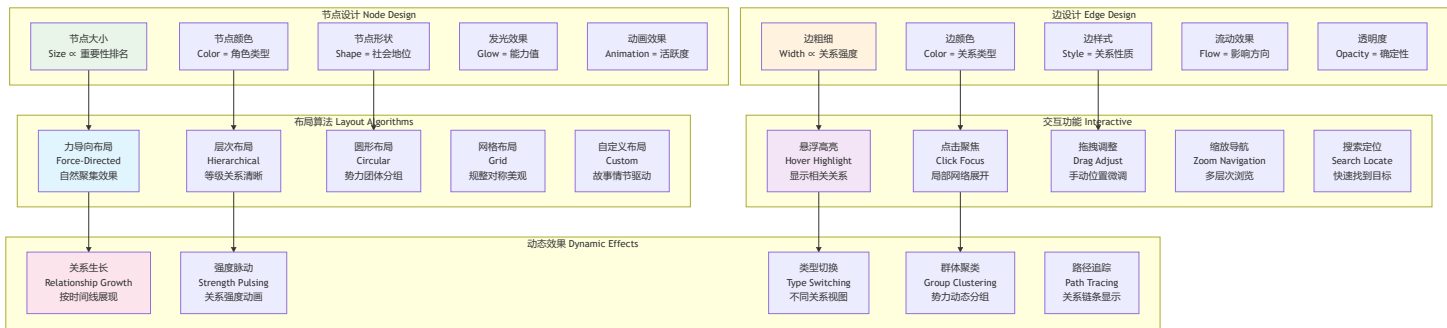 节点设计 Node Design
节点大小
Size ∝ 重要性排名
节点颜色
Color = 角色类型
节点形状
Shape = 社会地位
发光效果
Glow = 能力值
动画效果
Animation = 活跃度
边设计 Edge Design
边粗细
Width ∝ 关系强度
边颜色
Color = 关系类型
边样式
Style = 关系性质
流动效果
Flow = 影响方向
透明度
Opacity = 确定性
布局算法 Layout Algorithms
力导向布局
Force-Directed
自然聚集效果
层次布局
Hierarchical
等级关系清晰
圆形布局
Circular
势力团体分组
网格布局
Grid
规整对称美观
自定义布局
Custom
故事情节驱动
交互功能 Interactive
悬浮高亮
Hover Highlight
显示相关关系
点击聚焦
Click Focus
局部网络展开
拖拽调整
Drag Adjust
手动位置微调
缩放导航
Zoom Navigation
多层次浏览
搜索定位
Search Locate
快速找到目标
动态效果 Dynamic Effects
关系生长
Relationship Growth
按时间线展现
强度脉动
Strength Pulsing
关系强度动画
类型切换
Type Switching
不同关系视图
群体聚类
Group Clustering
势力动态分组
路径追踪
Path Tracing
关系链条显示